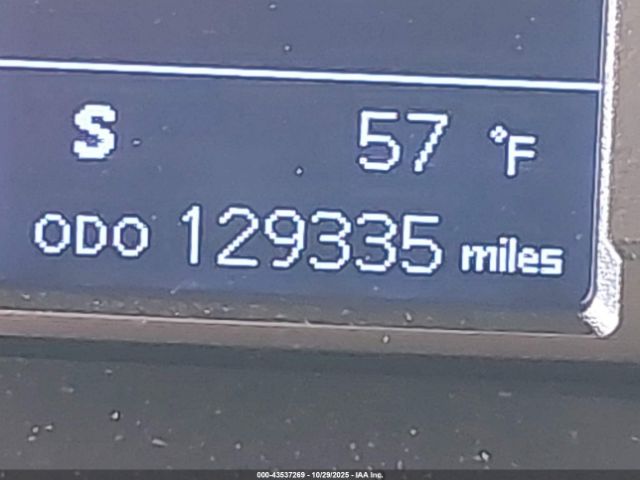 S 57 °F
ODO 129335 miles
000-43537269 - 10/29/2025 - IAA Inc.